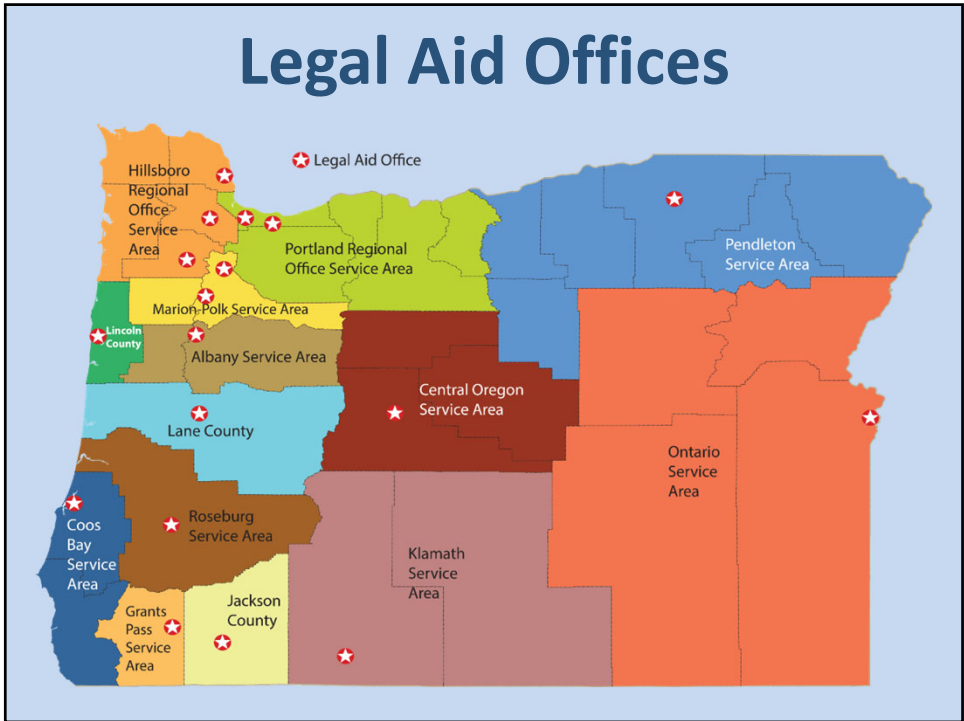 Legal Aid Offices
Legal Aid Office
Hillsboro
Regional
Office
Service
Area
Portland Regional
Office Service Area
Pendleton
Service Area
Marion Polk Service Area
Lincoln
County
Albany Service Area
Central Oregon
Service Area
Lane County
Ontario
Service
Area
Roseburg
Service Area
Coos
Bay
Service
Area
Klamath
Service
Area
Jackson
County
Grants
Pass
Service
Area